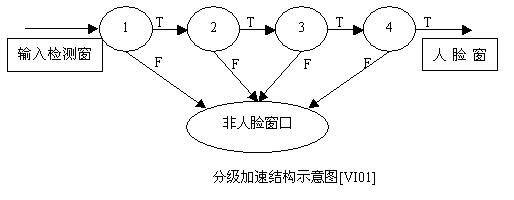 1 T 2 T 3 T 4 T
输入检测窗 F F F F 人脸窗
非人脸窗口
分级加速结构示意图[VI01]